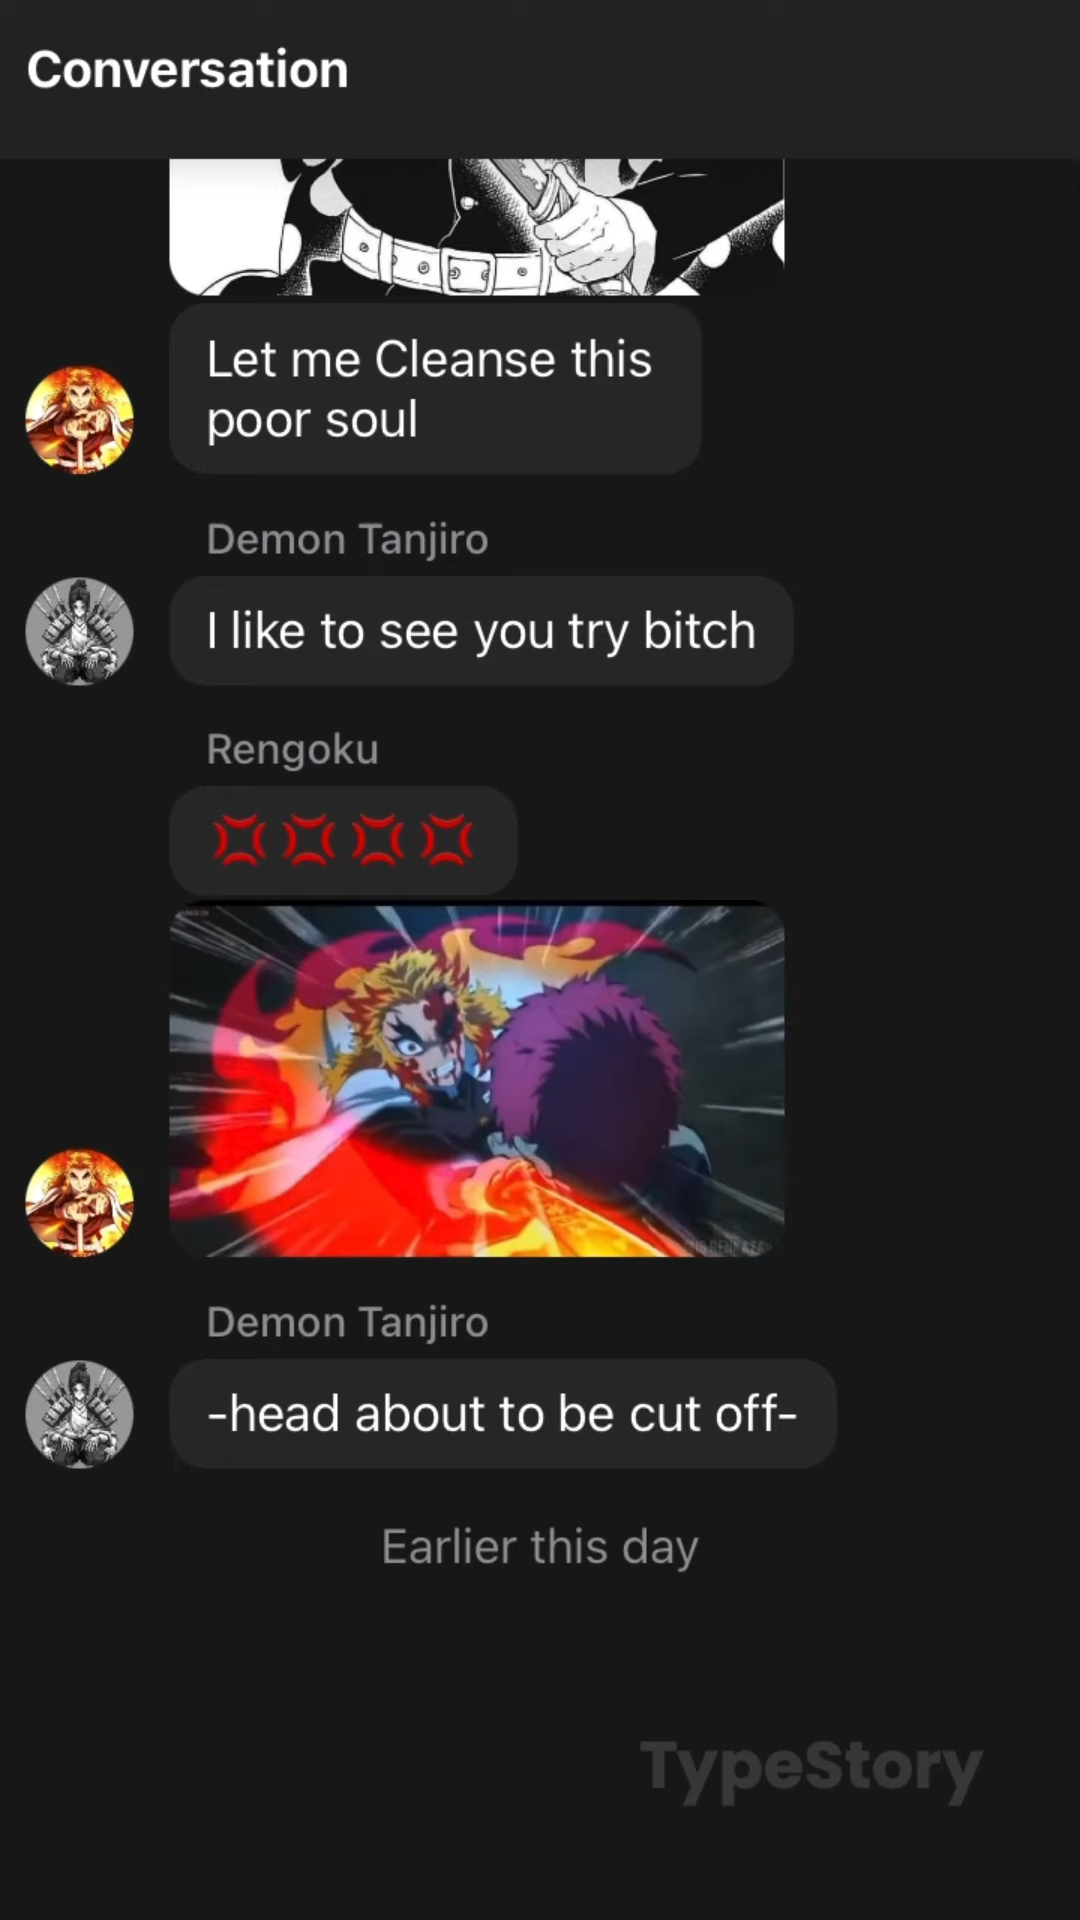 Conversation
Let me Cleanse this
poor soul
Demon Tanjiro
I like to see you try bitch
Rengoku
💢💢💢💢
Demon Tanjiro
-head about to be cut off-
Earlier this day
TypeStory